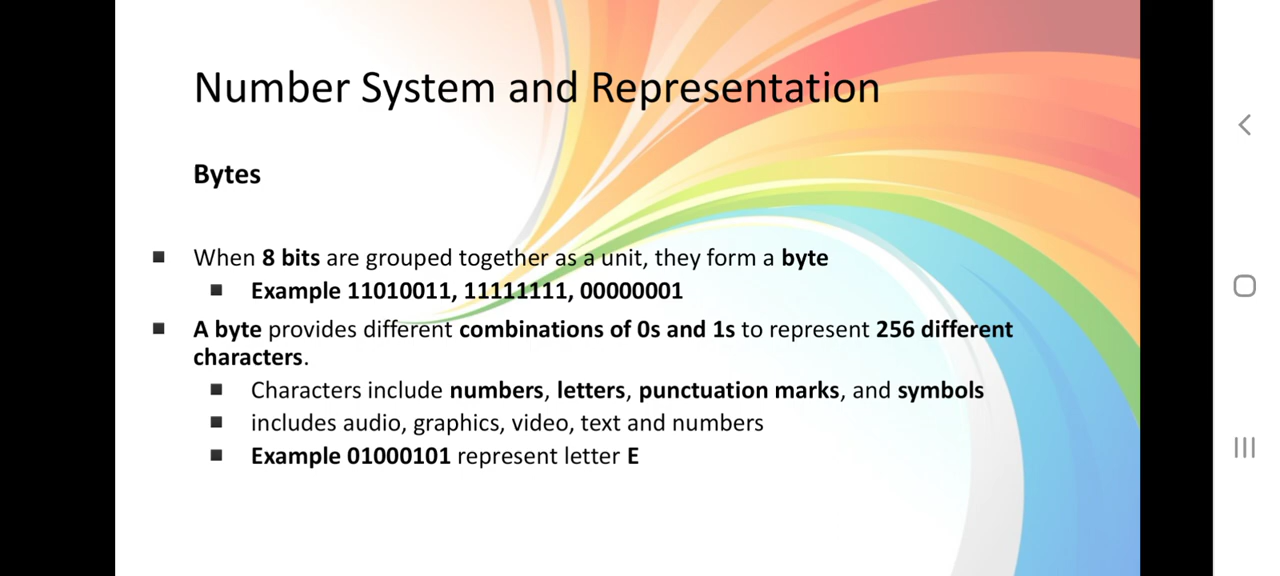 Number System and Representation
Bytes
When 8 bits are grouped together as a unit, they form a byte
Example 11010011, 11111111, 00000001
A byte provides different combinations of 0s and 1s to represent 256 different
characters.
Characters include numbers, letters, punctuation marks, and symbols
includes audio, graphics, video, text and numbers
Example 01000101 represent letter E